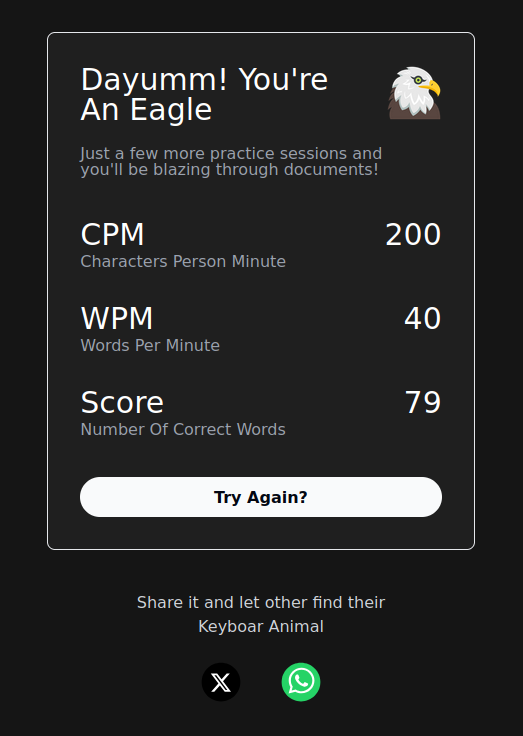 Dayumm! You're
An Eagle
Just a few more practice sessions and
you'll be blazing through documents!
CPM 200
Characters Person Minute
WPM 40
Words Per Minute
Score 79
Number Of Correct Words
Try Again?
Share it and let other find their
Keyboar Animal